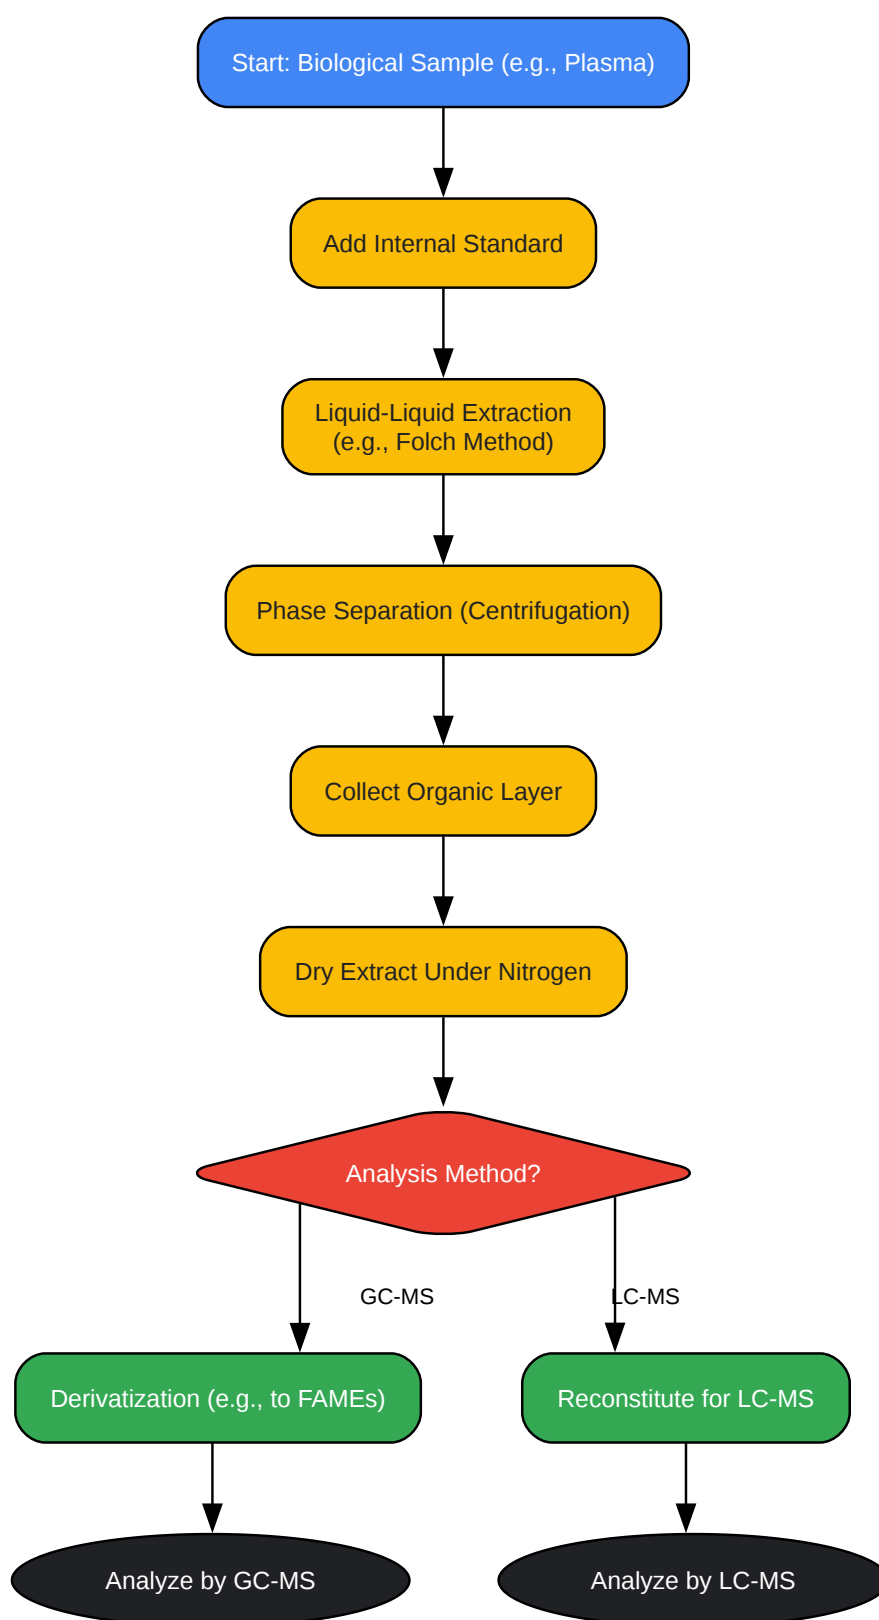 Start: Biological Sample (e.g., Plasma)
Add Internal Standard
Liquid-Liquid Extraction
(e.g., Folch Method)
Phase Separation (Centrifugation)
Collect Organic Layer
Dry Extract Under Nitrogen
Analysis Method?
GC-MS
LC-MS
Derivatization (e.g., to FAMEs)
Reconstitute for LC-MS
Analyze by GC-MS
Analyze by LC-MS